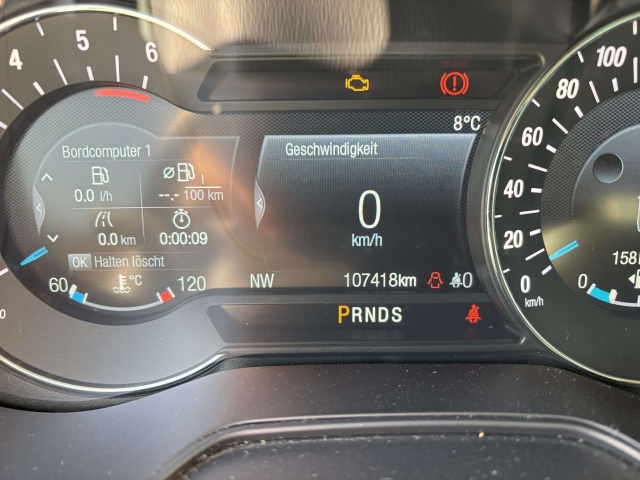 4 5 6
100
80
60
40
20
0
km/h
8°C
Bordcomputer 1
Geschwindigkeit
0.0 l/h
--.- 100 km
0.0 km
0:00:09
0
km/h
OK Halten löscht
60 °C 120
NW
107418km
0
PRNDS
158
0